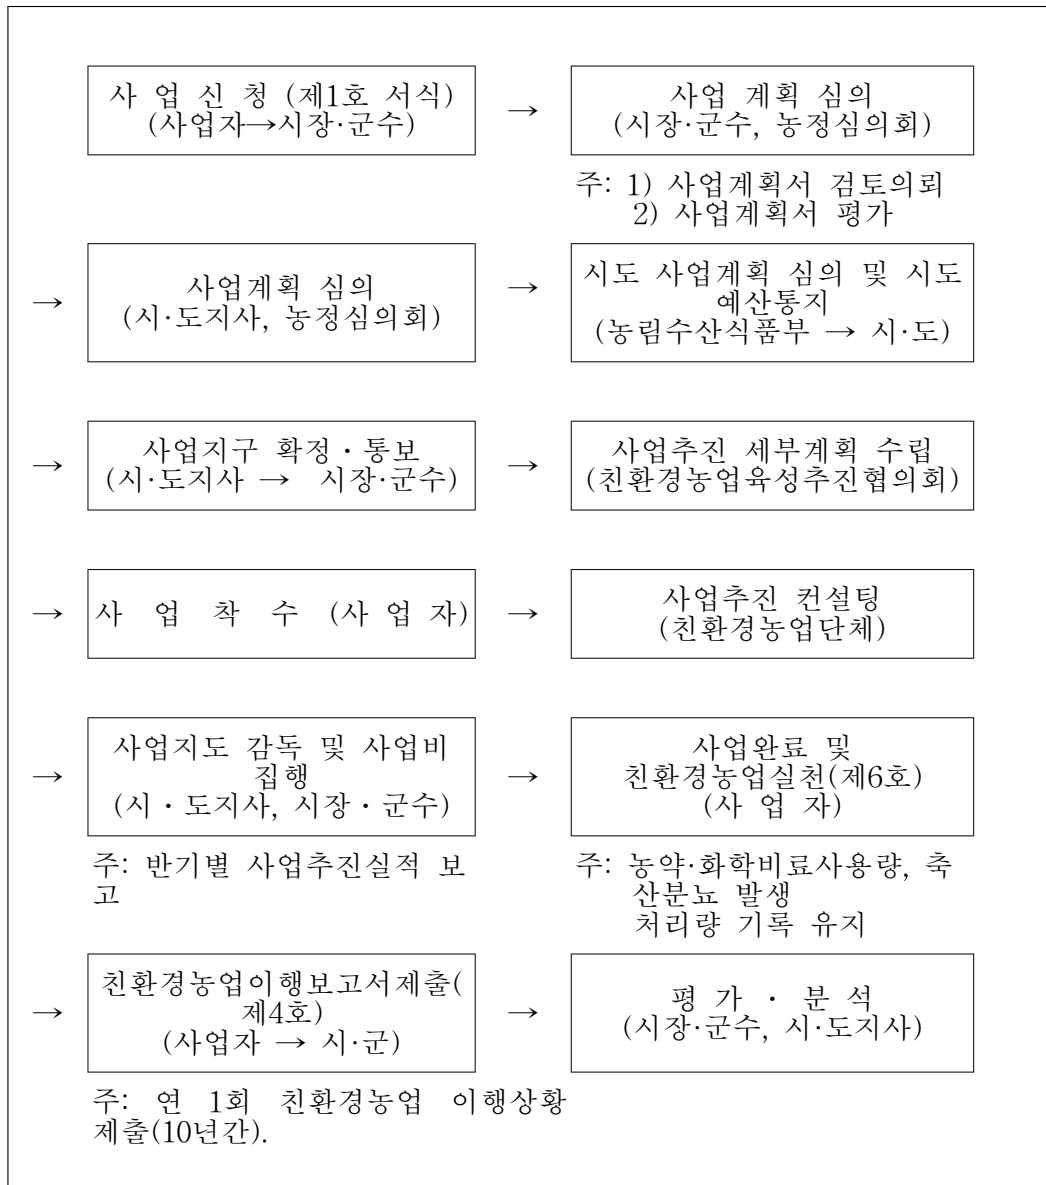 사 업 신 청 (제1호 서식)
(사업자→시장·군수)
→
사업 계획 심의
(시장·군수, 농정심의회)
주: 1) 사업계획서 검토의뢰
2) 사업계획서 평가
→
사업계획 심의
(시·도지사, 농정심의회)
→
시도 사업계획 심의 및 시도
예산통지
(농림수산식품부 → 시·도)
→
사업지구 확정·통보
(시·도지사 → 시장·군수)
→
사업추진 세부계획 수립
(친환경농업육성추진협의회)
→
사 업 착 수 (사 업 자)
→
사업추진 컨설팅
(친환경농업단체)
→
사업지도 감독 및 사업비
집행
(시·도지사, 시장·군수)
주: 반기별 사업추진실적 보
고
→
사업완료 및
친환경농업실천(제6호)
(사 업 자)
주: 농약·화학비료사용량, 축
산분뇨 발생
처리량 기록 유지
→
친환경농업이행보고서제출(
제4호)
(사업자 → 시·군)
주: 연 1회 친환경농업 이행상황
제출(10년간).
→
평 가 · 분 석
(시장·군수, 시·도지사)